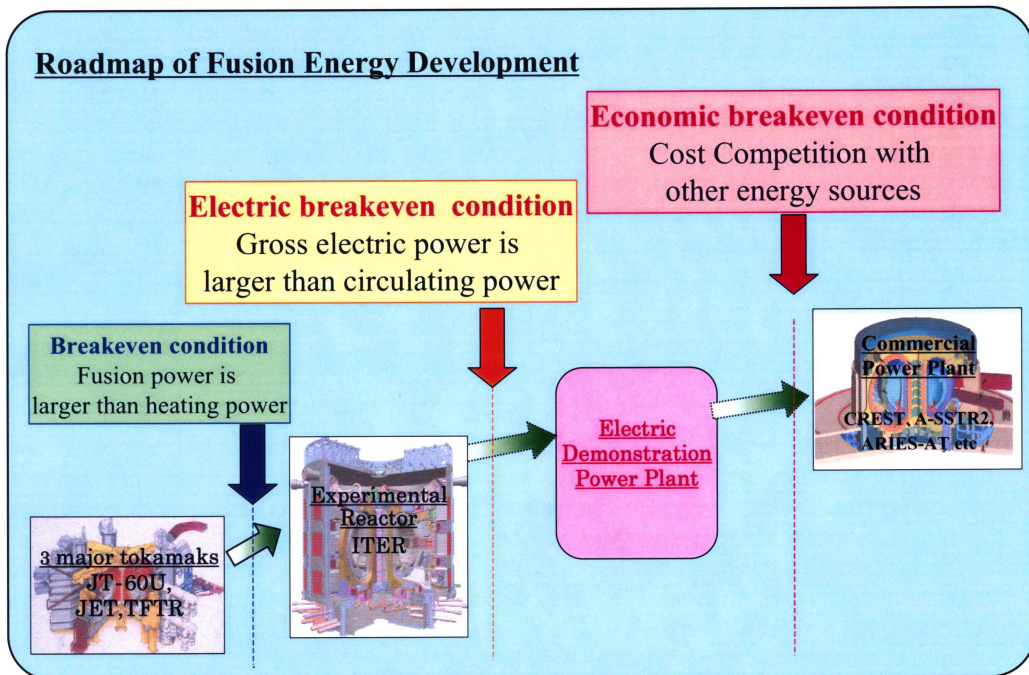 Roadmap of Fusion Energy Development
Economic breakeven condition
Cost Competition with
other energy sources
Electric breakeven condition
Gross electric power is
larger than circulating power
Breakeven condition
Fusion power is
larger than heating power
3 major tokamaks
JT-60U,
JET,TFTR
Experimental
Reactor
ITER
Electric
Demonstration
Power Plant
Commercial
Power Plant
CREST、A-SSTR2,
ARIES-AT, etc